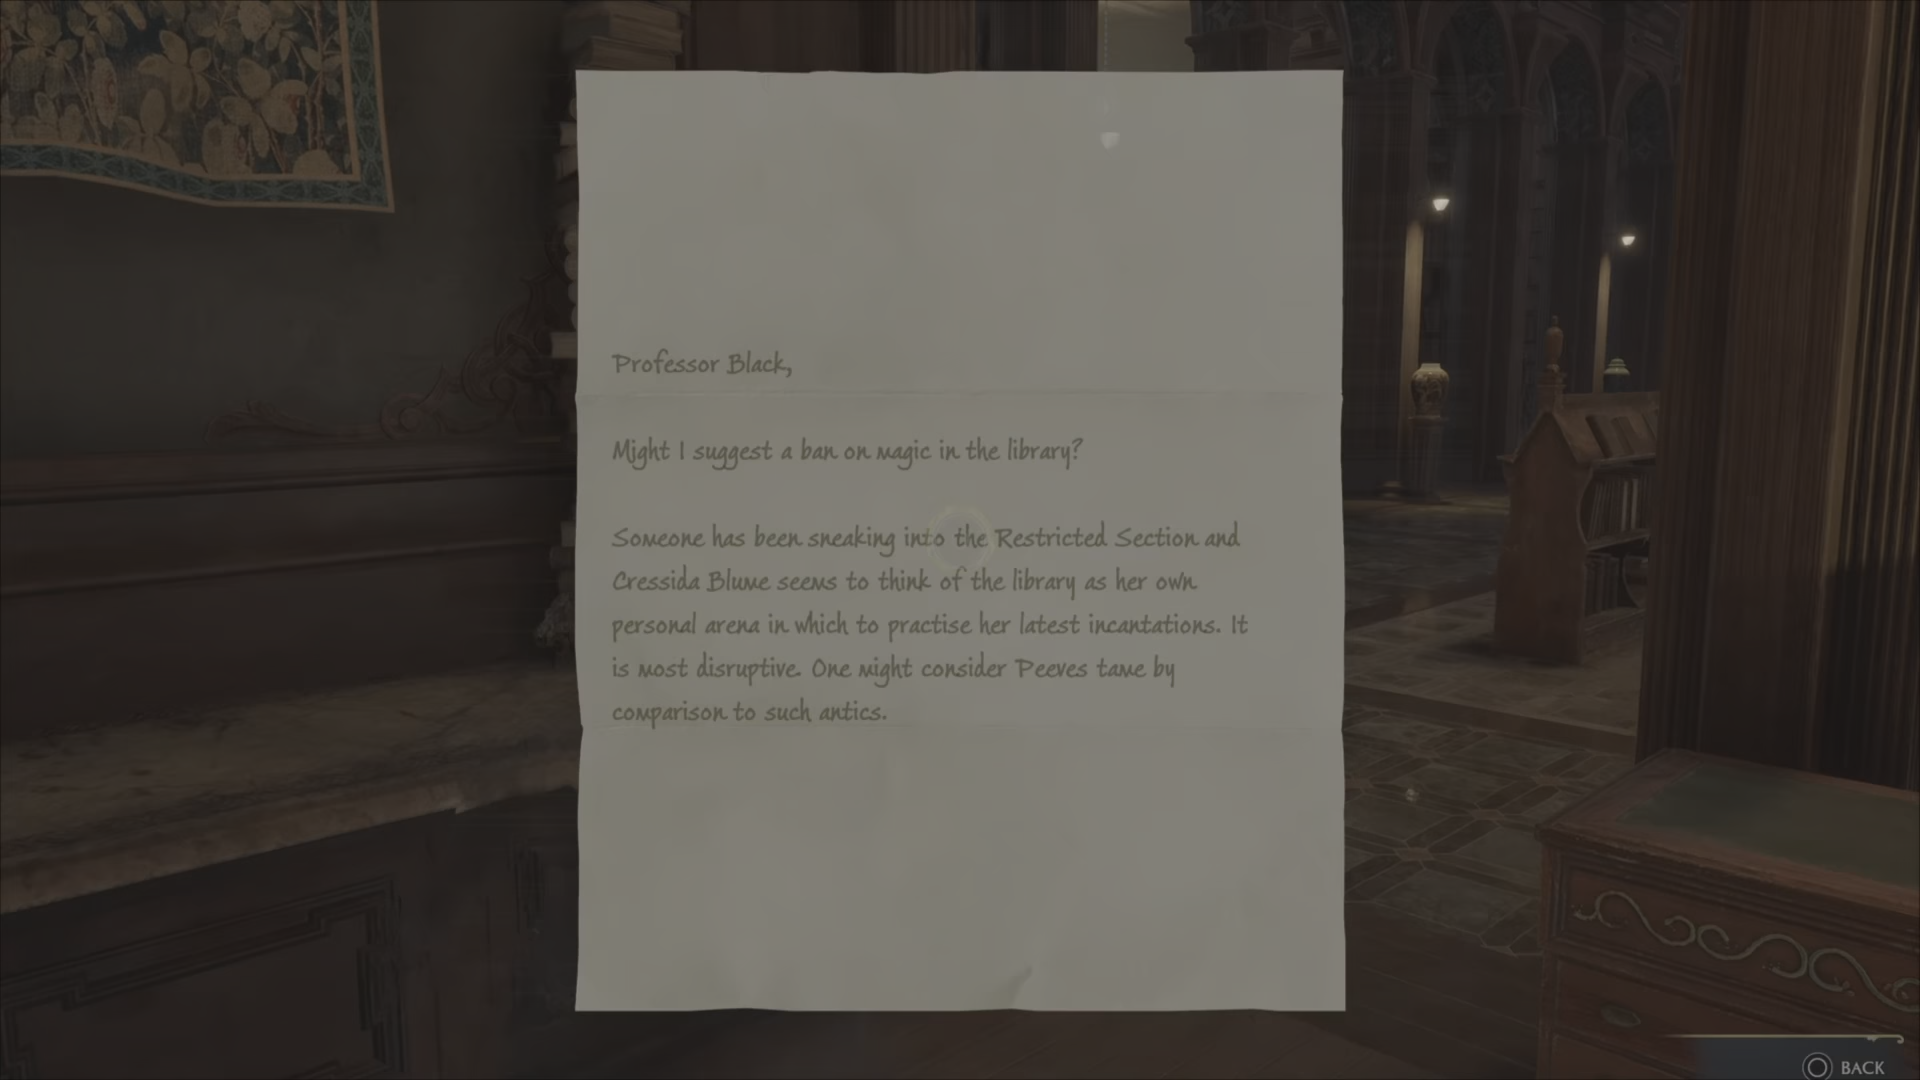 Professor Black,
Might I suggest a ban on magic in the library?
Someone has been sneaking into the Restricted Section and
Cressida Blume seems to think of the library as her own
personal arena in which to practise her latest incantations. It
is most disruptive. One might consider Peeves tame by
comparison to such antics.
BACK